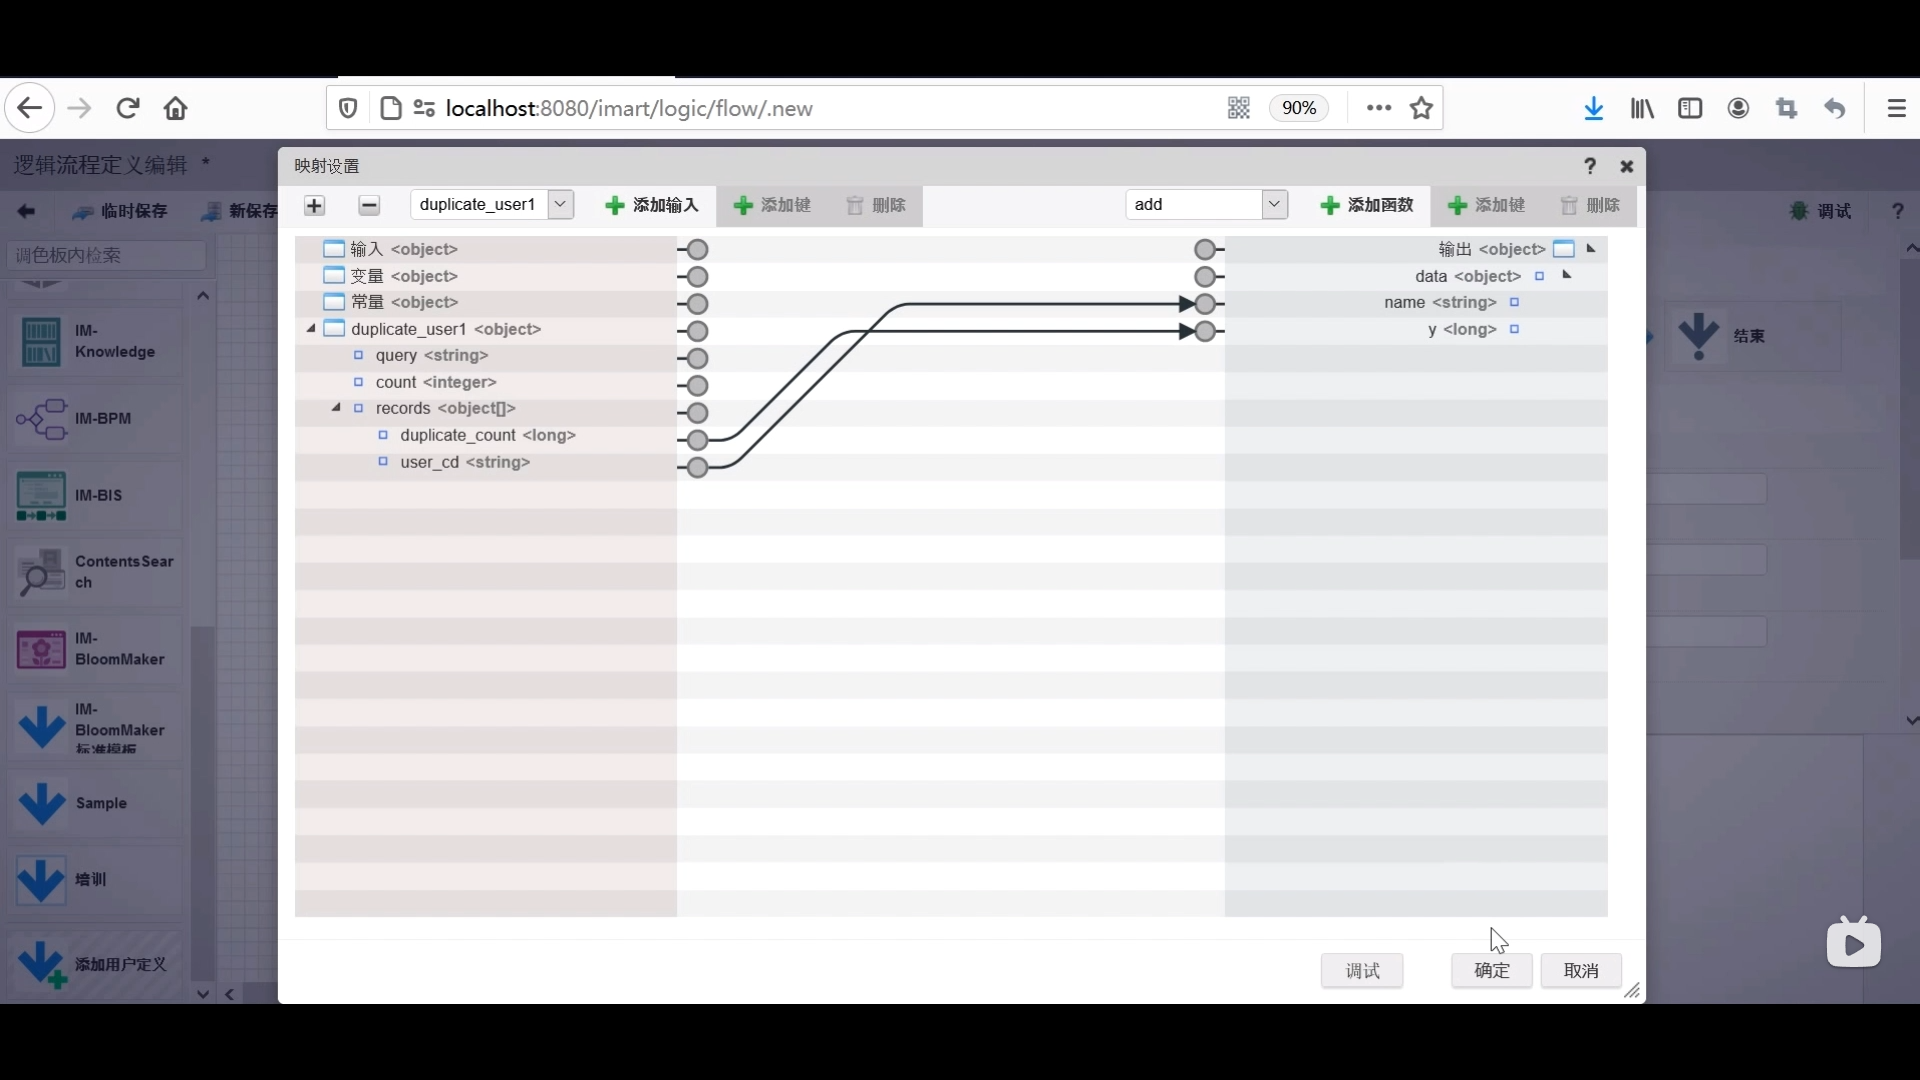 localhost:8080/imart/logic/flow/.new
90%
逻辑流程定义编辑 *
临时保存
新保存
调试
?
调色板内检索
IM-
Knowledge
IM-BPM
IM-BIS
ContentsSear
ch
IM-
BloomMaker
IM-
BloomMaker
标准模板
Sample
培训
添加用户定义
结束
映射设置
?
duplicate_user1
添加输入
添加键
删除
add
添加函数
添加键
删除
输入 <object>
变量 <object>
常量 <object>
duplicate_user1 <object>
query <string>
count <integer>
records <object[]>
duplicate_count <long>
user_cd <string>
输出 <object>
data <object>
name <string>
y <long>
调试
确定
取消